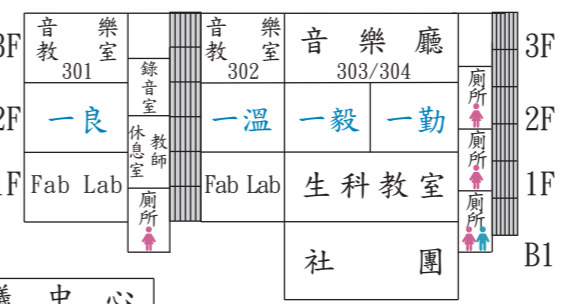 3F
音樂教室
301
錄音室
音樂教室
302
音樂廳
303/304
廁所
3F
2F
一良
教師休息室
一溫
一毅
一勤
廁所
2F
1F
Fab Lab
廁所
Fab Lab
生科教室
廁所
1F
社團
B1
中心